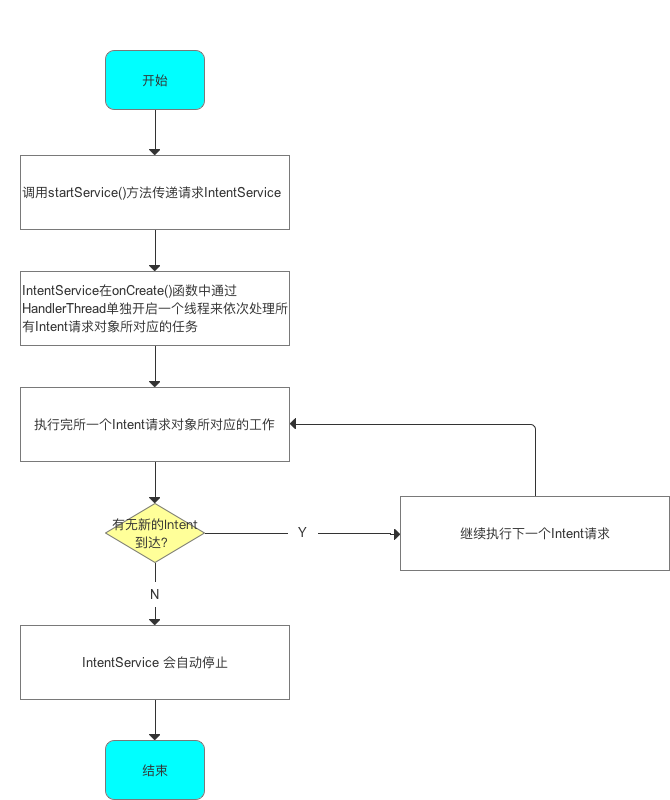 开始
调用startService()方法传递请求IntentService
IntentService在onCreate()函数中通过
HandlerThread单独开启一个线程来依次处理所
有Intent请求对象所对应的任务
执行完所一个Intent请求对象所对应的工作
有无新的Intent
到达?
Y
继续执行下一个Intent请求
N
IntentService 会自动停止
结束